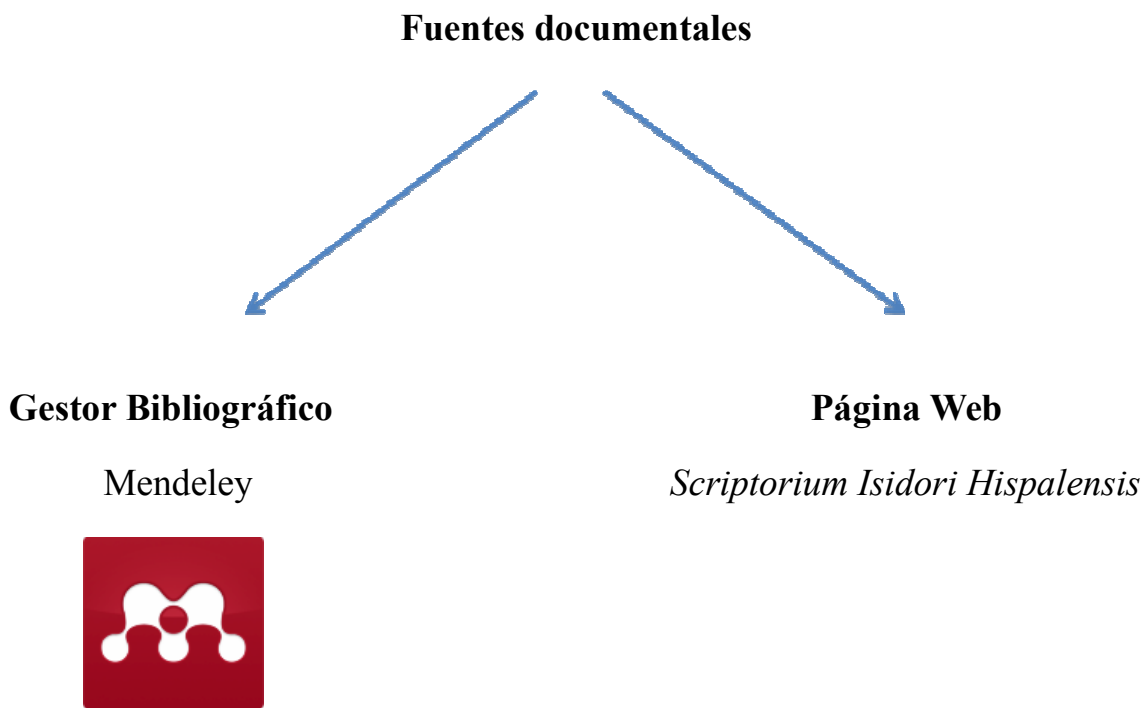 Fuentes documentales
Gestor Bibliográfico
Mendeley
Página Web
Scriptorium Isidori Hispalensis